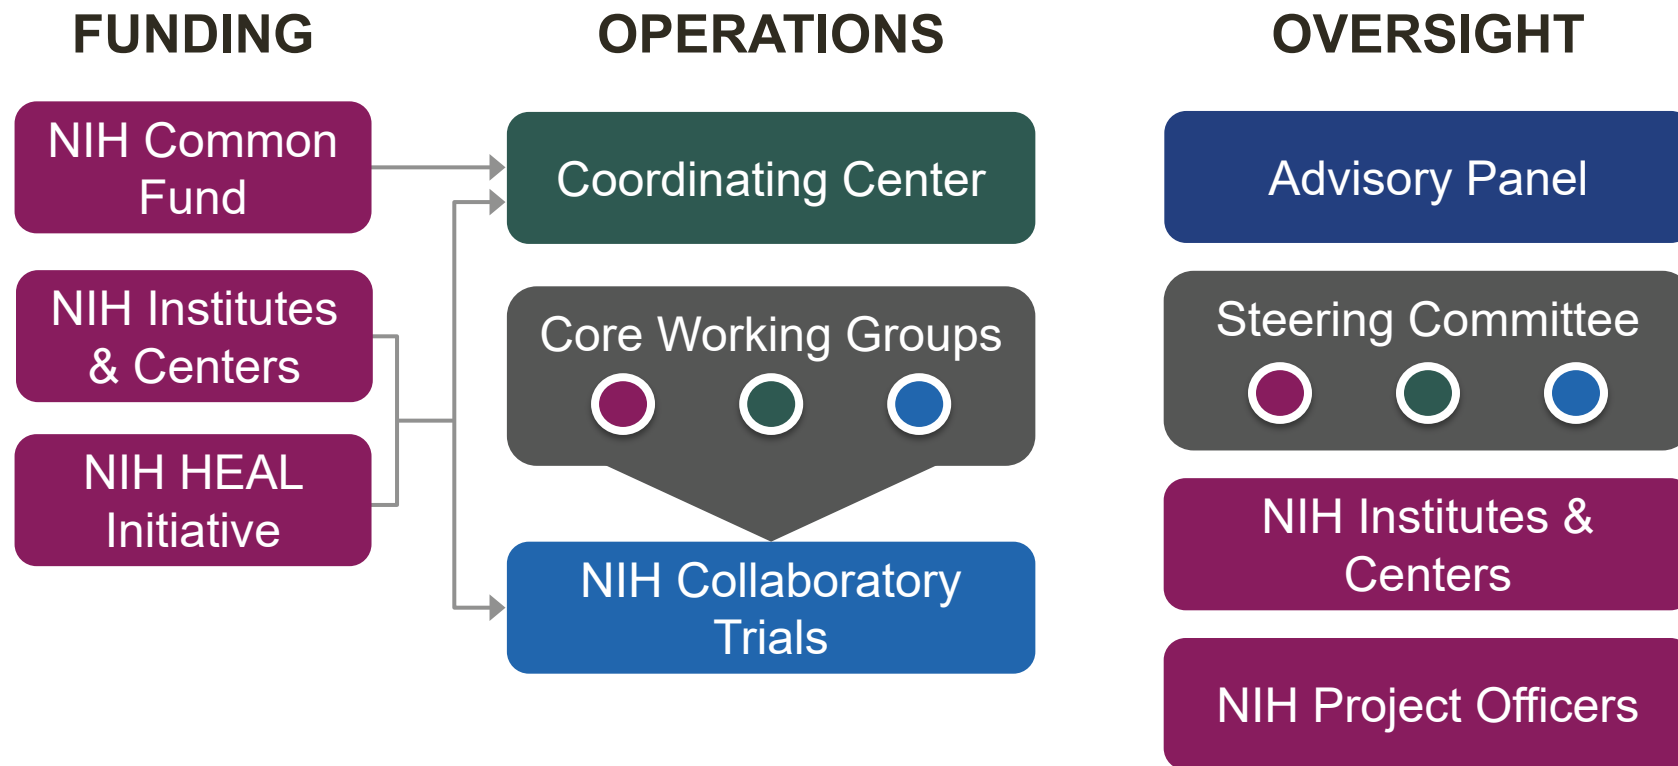 FUNDING
NIH Common
Fund
NIH Institutes
& Centers
NIH HEAL
Initiative
OPERATIONS
Coordinating Center
Core Working Groups
NIH Collaboratory
Trials
OVERSIGHT
Advisory Panel
Steering Committee
NIH Institutes &
Centers
NIH Project Officers